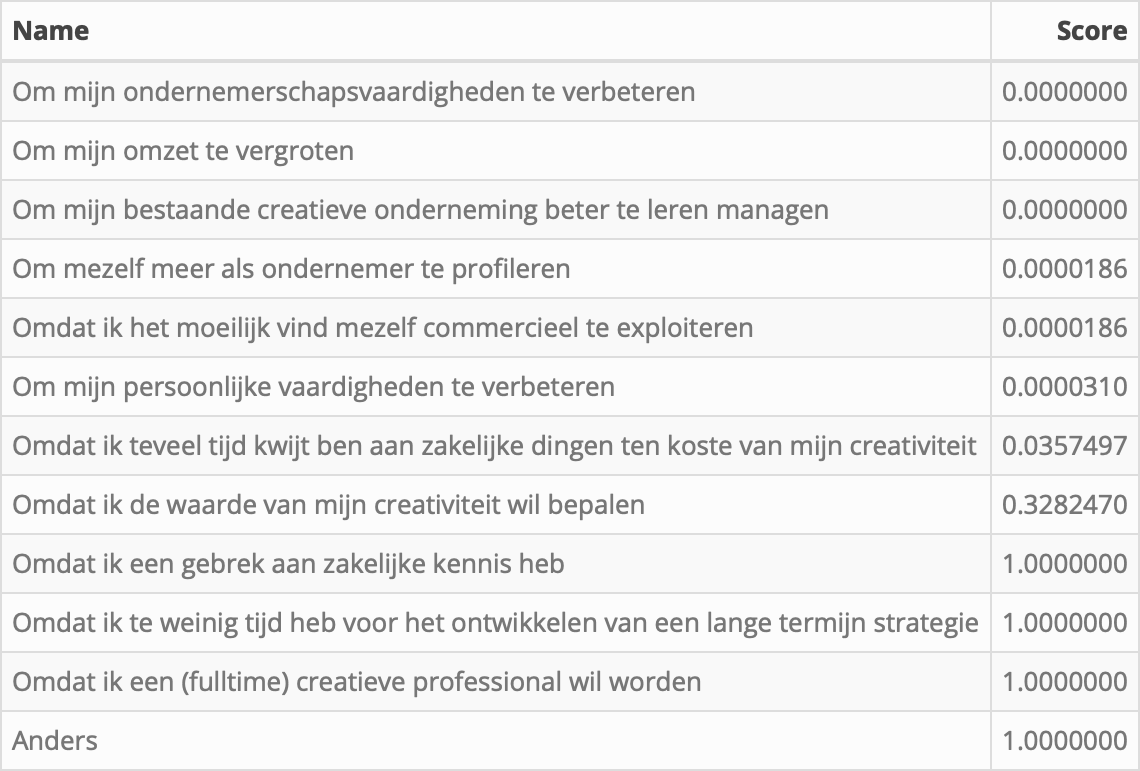 Name Score
Om mijn ondernemerschapsvaardigheden te verbeteren 0.0000000
Om mijn omzet te vergroten 0.0000000
Om mijn bestaande creatieve onderneming beter te leren managen 0.0000000
Om mezelf meer als ondernemer te profileren 0.0000186
Omdat ik het moeilijk vind mezelf commercieel te exploiteren 0.0000186
Om mijn persoonlijke vaardigheden te verbeteren 0.0000310
Omdat ik teveel tijd kwijt ben aan zakelijke dingen ten koste van mijn creativiteit 0.0357497
Omdat ik de waarde van mijn creativiteit wil bepalen 0.3282470
Omdat ik een gebrek aan zakelijke kennis heb 1.0000000
Omdat ik te weinig tijd heb voor het ontwikkelen van een lange termijn strategie 1.0000000
Omdat ik een (fulltime) creatieve professional wil worden 1.0000000
Anders 1.0000000